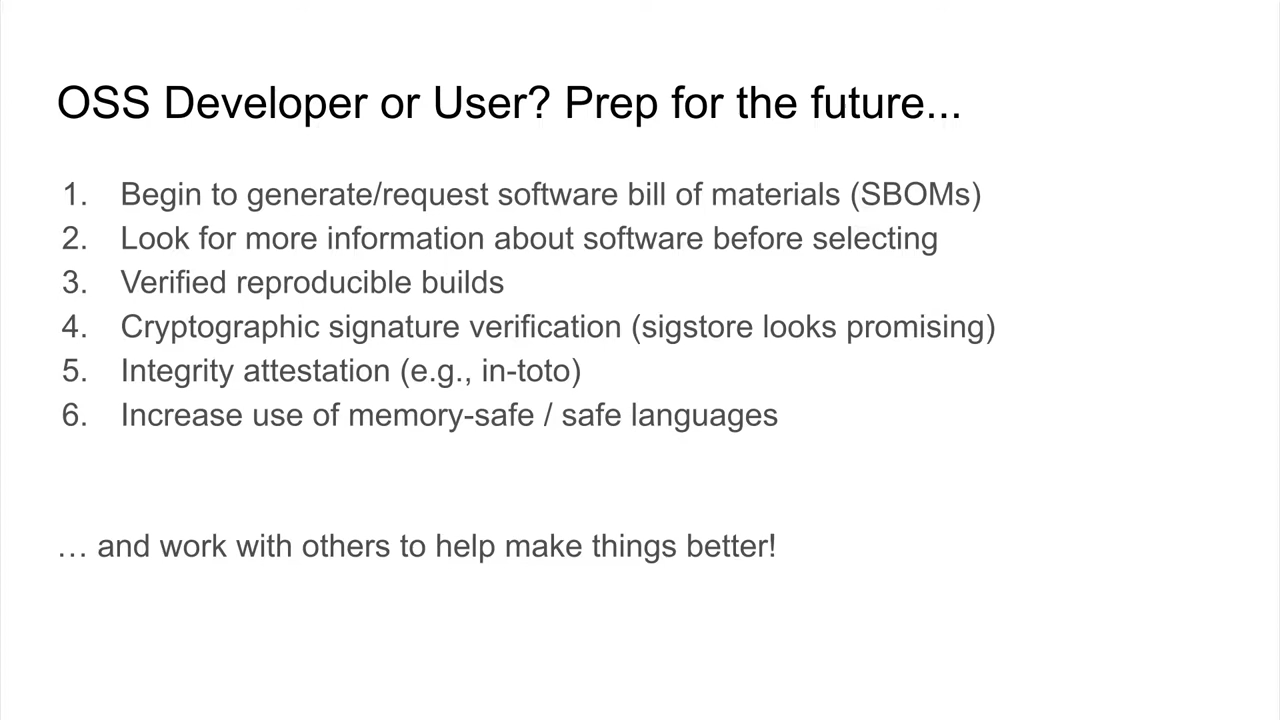 OSS Developer or User? Prep for the future...
1. Begin to generate/request software bill of materials (SBOMs)
2. Look for more information about software before selecting
3. Verified reproducible builds
4. Cryptographic signature verification (sigstore looks promising)
5. Integrity attestation (e.g., in-toto)
6. Increase use of memory-safe / safe languages
… and work with others to help make things better!